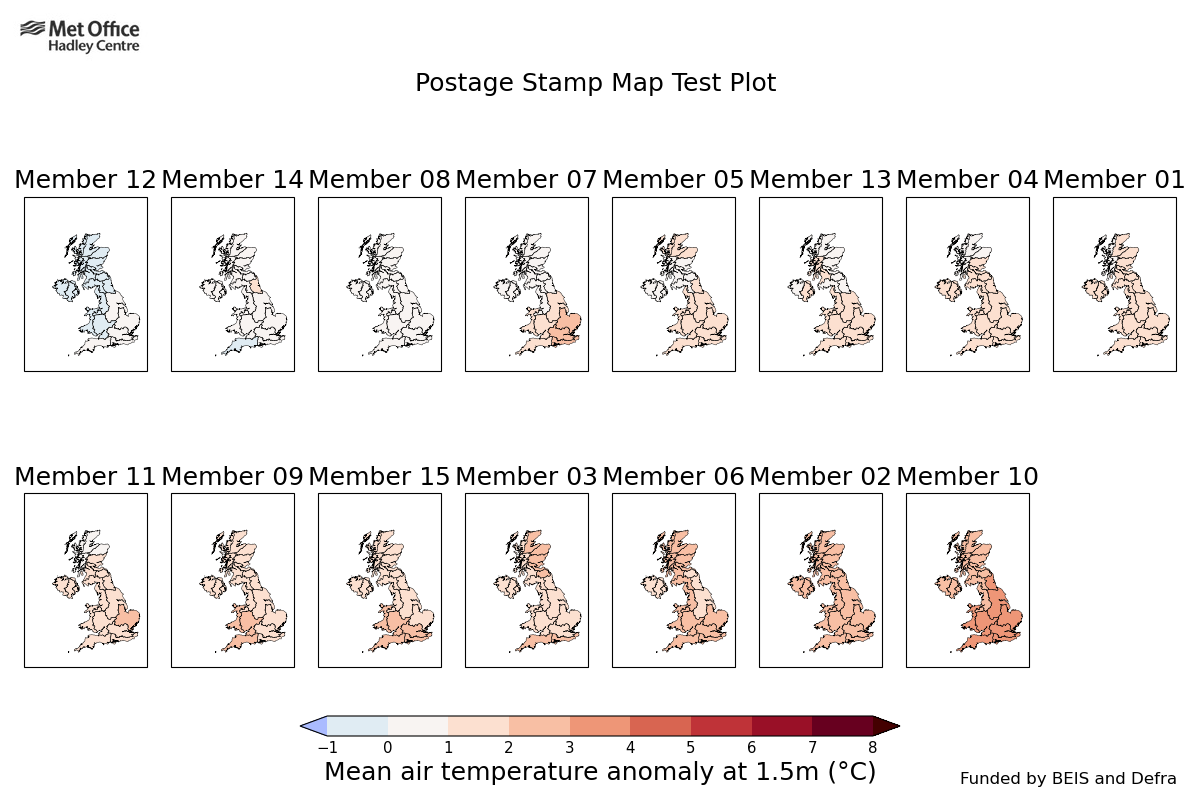 Met Office
Hadley Centre
Postage Stamp Map Test Plot
Member 12 Member 14 Member 08 Member 07 Member 05 Member 13 Member 04 Member 01
Member 11 Member 09 Member 15 Member 03 Member 06 Member 02 Member 10
−1 0 1 2 3 4 5 6 7 8
Mean air temperature anomaly at 1.5m (°C)
Funded by BEIS and Defra